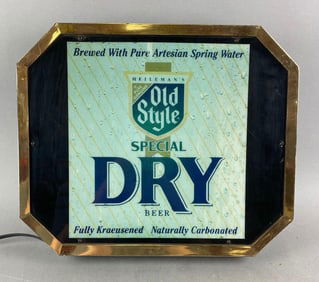 Brewed With Pure Artesian Spring Water
HEILEMAN'S
Old
Style
SPECIAL
DRY
BEER
Fully Kraeusened Naturally Carbonated